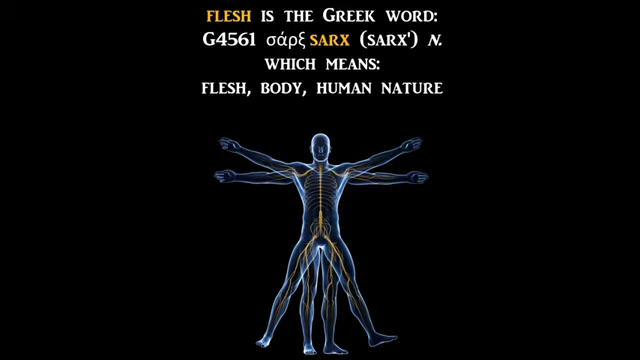 FLESH IS THE GREEK WORD:
G4561 σάρξ SARX (SARX') N.
WHICH MEANS:
FLESH, BODY, HUMAN NATURE